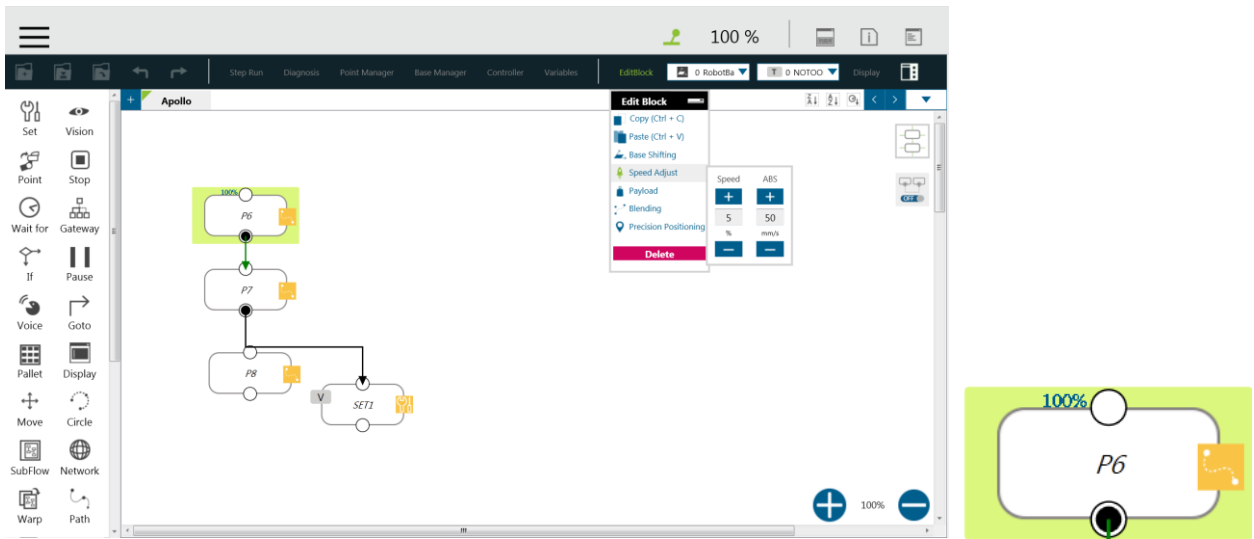 100 %
Step Run Diagnosis Point Manager Base Manager Controller Variables EditBlock 0 RobotBa T 0 NOTOO Display
+ Apollo
Set Vision
Point Stop
Wait for Gateway
If Pause
Voice Goto
Pallet Display
Move Circle
SubFlow Network
Warp Path
100%
P6
P7
P8
V
SET1
Edit Block
Copy (Ctrl + C)
Paste (Ctrl + V)
Base Shifting
Speed Adjust
Payload
Blending
Precision Positioning
Delete
Speed ABS
+ +
5 50
% mm/s
OFF
100%
100%
P6